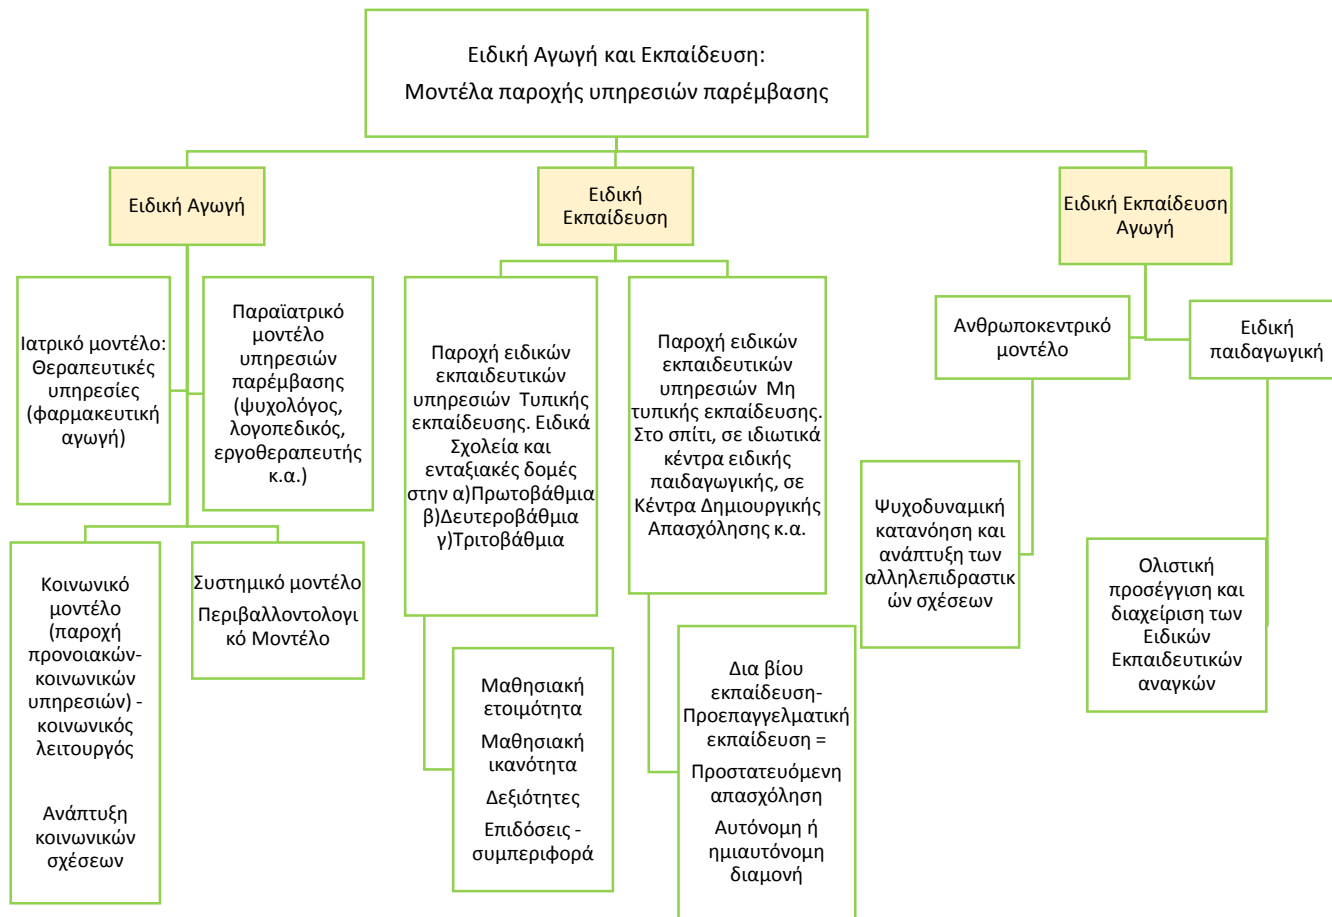 Ειδική Αγωγή και Εκπαίδευση:
Μοντέλα παροχής υπηρεσιών παρέμβασης
Ειδική Αγωγή
Ιατρικό μοντέλο:
Θεραπευτικές
υπηρεσίες
(φαρμακευτική
αγωγή)
Παραϊατρικό
μοντέλο
υπηρεσιών
παρέμβασης
(ψυχολόγος,
λογοπεδικός,
εργοθεραπευτής
κ.α.)
Κοινωνικό
μοντέλο
(παροχή
προνοιακών-
κοινωνικών
υπηρεσιών) -
κοινωνικός
λειτουργός
Ανάπτυξη
κοινωνικών
σχέσεων
Συστημικό μοντέλο
Περιβαλλοντολογι
κό Μοντέλο
Ειδική
Εκπαίδευση
Παροχή ειδικών
εκπαιδευτικών
υπηρεσιών Τυπικής
εκπαίδευσης. Ειδικά
Σχολεία και
ενταξιακές δομές
στην α)Πρωτοβάθμια
β)Δευτεροβάθμια
γ)Τριτοβάθμια
Μαθησιακή
ετοιμότητα
Μαθησιακή
ικανότητα
Δεξιότητες
Επιδόσεις -
συμπεριφορά
Παροχή ειδικών
εκπαιδευτικών
υπηρεσιών Μη
τυπικής εκπαίδευσης.
Στο σπίτι, σε ιδιωτικά
κέντρα ειδικής
παιδαγωγικής, σε
Κέντρα Δημιουργικής
Απασχόλησης κ.α.
Δια βίου
εκπαίδευση-
Προεπαγγελματική
εκπαίδευση =
Προστατευόμενη
απασχόληση
Αυτόνομη ή
ημιαυτόνομη
διαμονή
Ειδική Εκπαίδευση
Αγωγή
Ανθρωποκεντρικό
μοντέλο
Ψυχοδυναμική
κατανόηση και
ανάπτυξη των
αλληλεπιδραστικ
ών σχέσεων
Ειδική
παιδαγωγική
Ολιστική
προσέγγιση και
διαχείριση των
Ειδικών
Εκπαιδευτικών
αναγκών